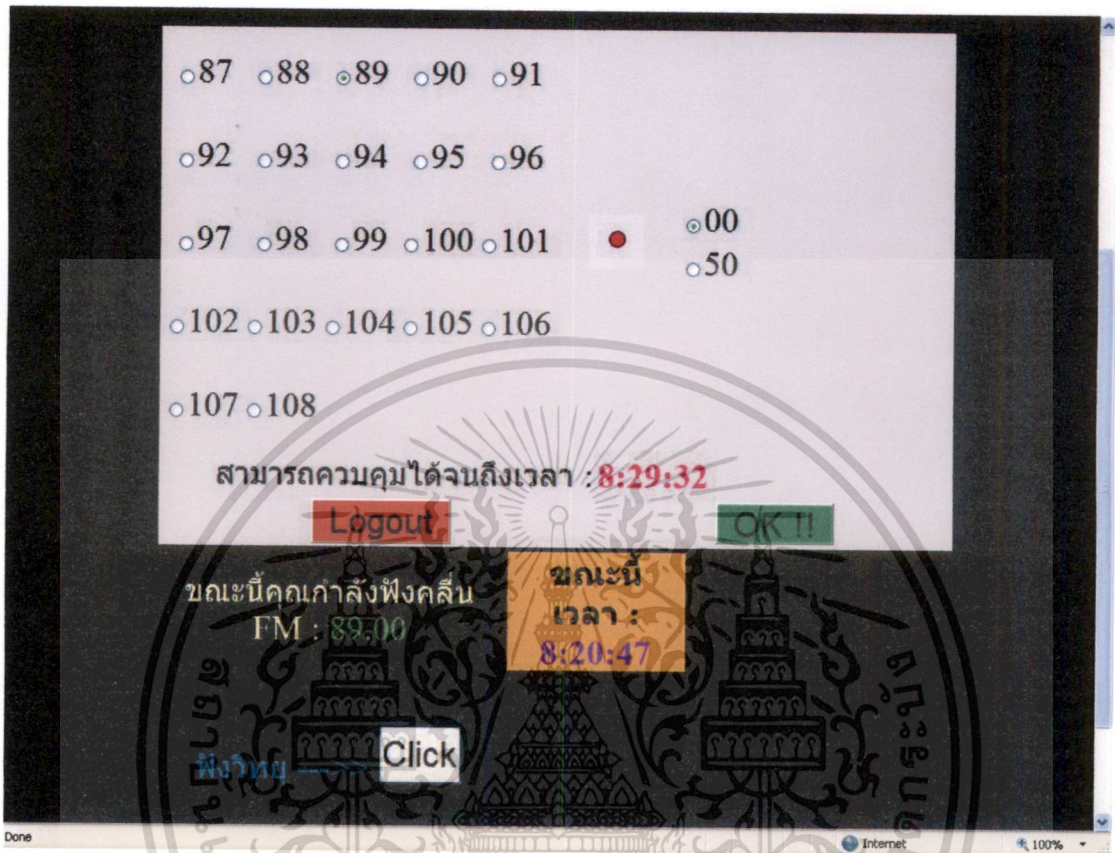 87 88 89 90 91
92 93 94 95 96
97 98 99 100 101
00
50
102 103 104 105 106
107 108
สามารถควบคุมได้จนถึงเวลา : 8:29:32
Logout OK !!
ขณะนี้คุณกำลังฟังคลื่น
FM : 89.00
ขณะนี้
เวลา :
8:20:47
ฟังวิทยุ Click
Done Internet 100%